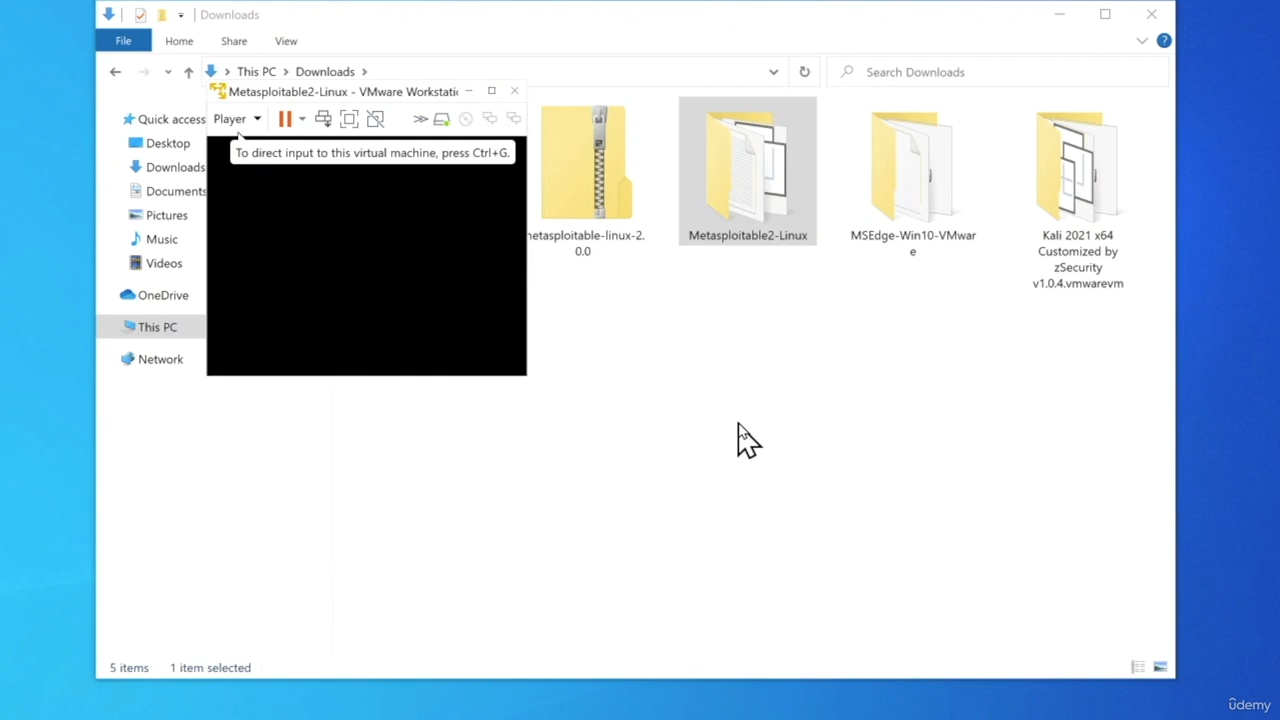 Downloads
File Home Share View
This PC Downloads
Search Downloads
Metasploitable2-Linux - VMware Workstati
Player
To direct input to this virtual machine, press Ctrl+G.
Quick access
Desktop
Downloads
Documents
Pictures
Music
Videos
OneDrive
This PC
Network
etasploitable-linux-2.
0.0
Metasploitable2-Linux
MSEdge-Win10-VMwar
e
Kali 2021 x64
Customized by
zSecurity
v1.0.4.vmwarevm
5 items 1 item selected
ûdemy